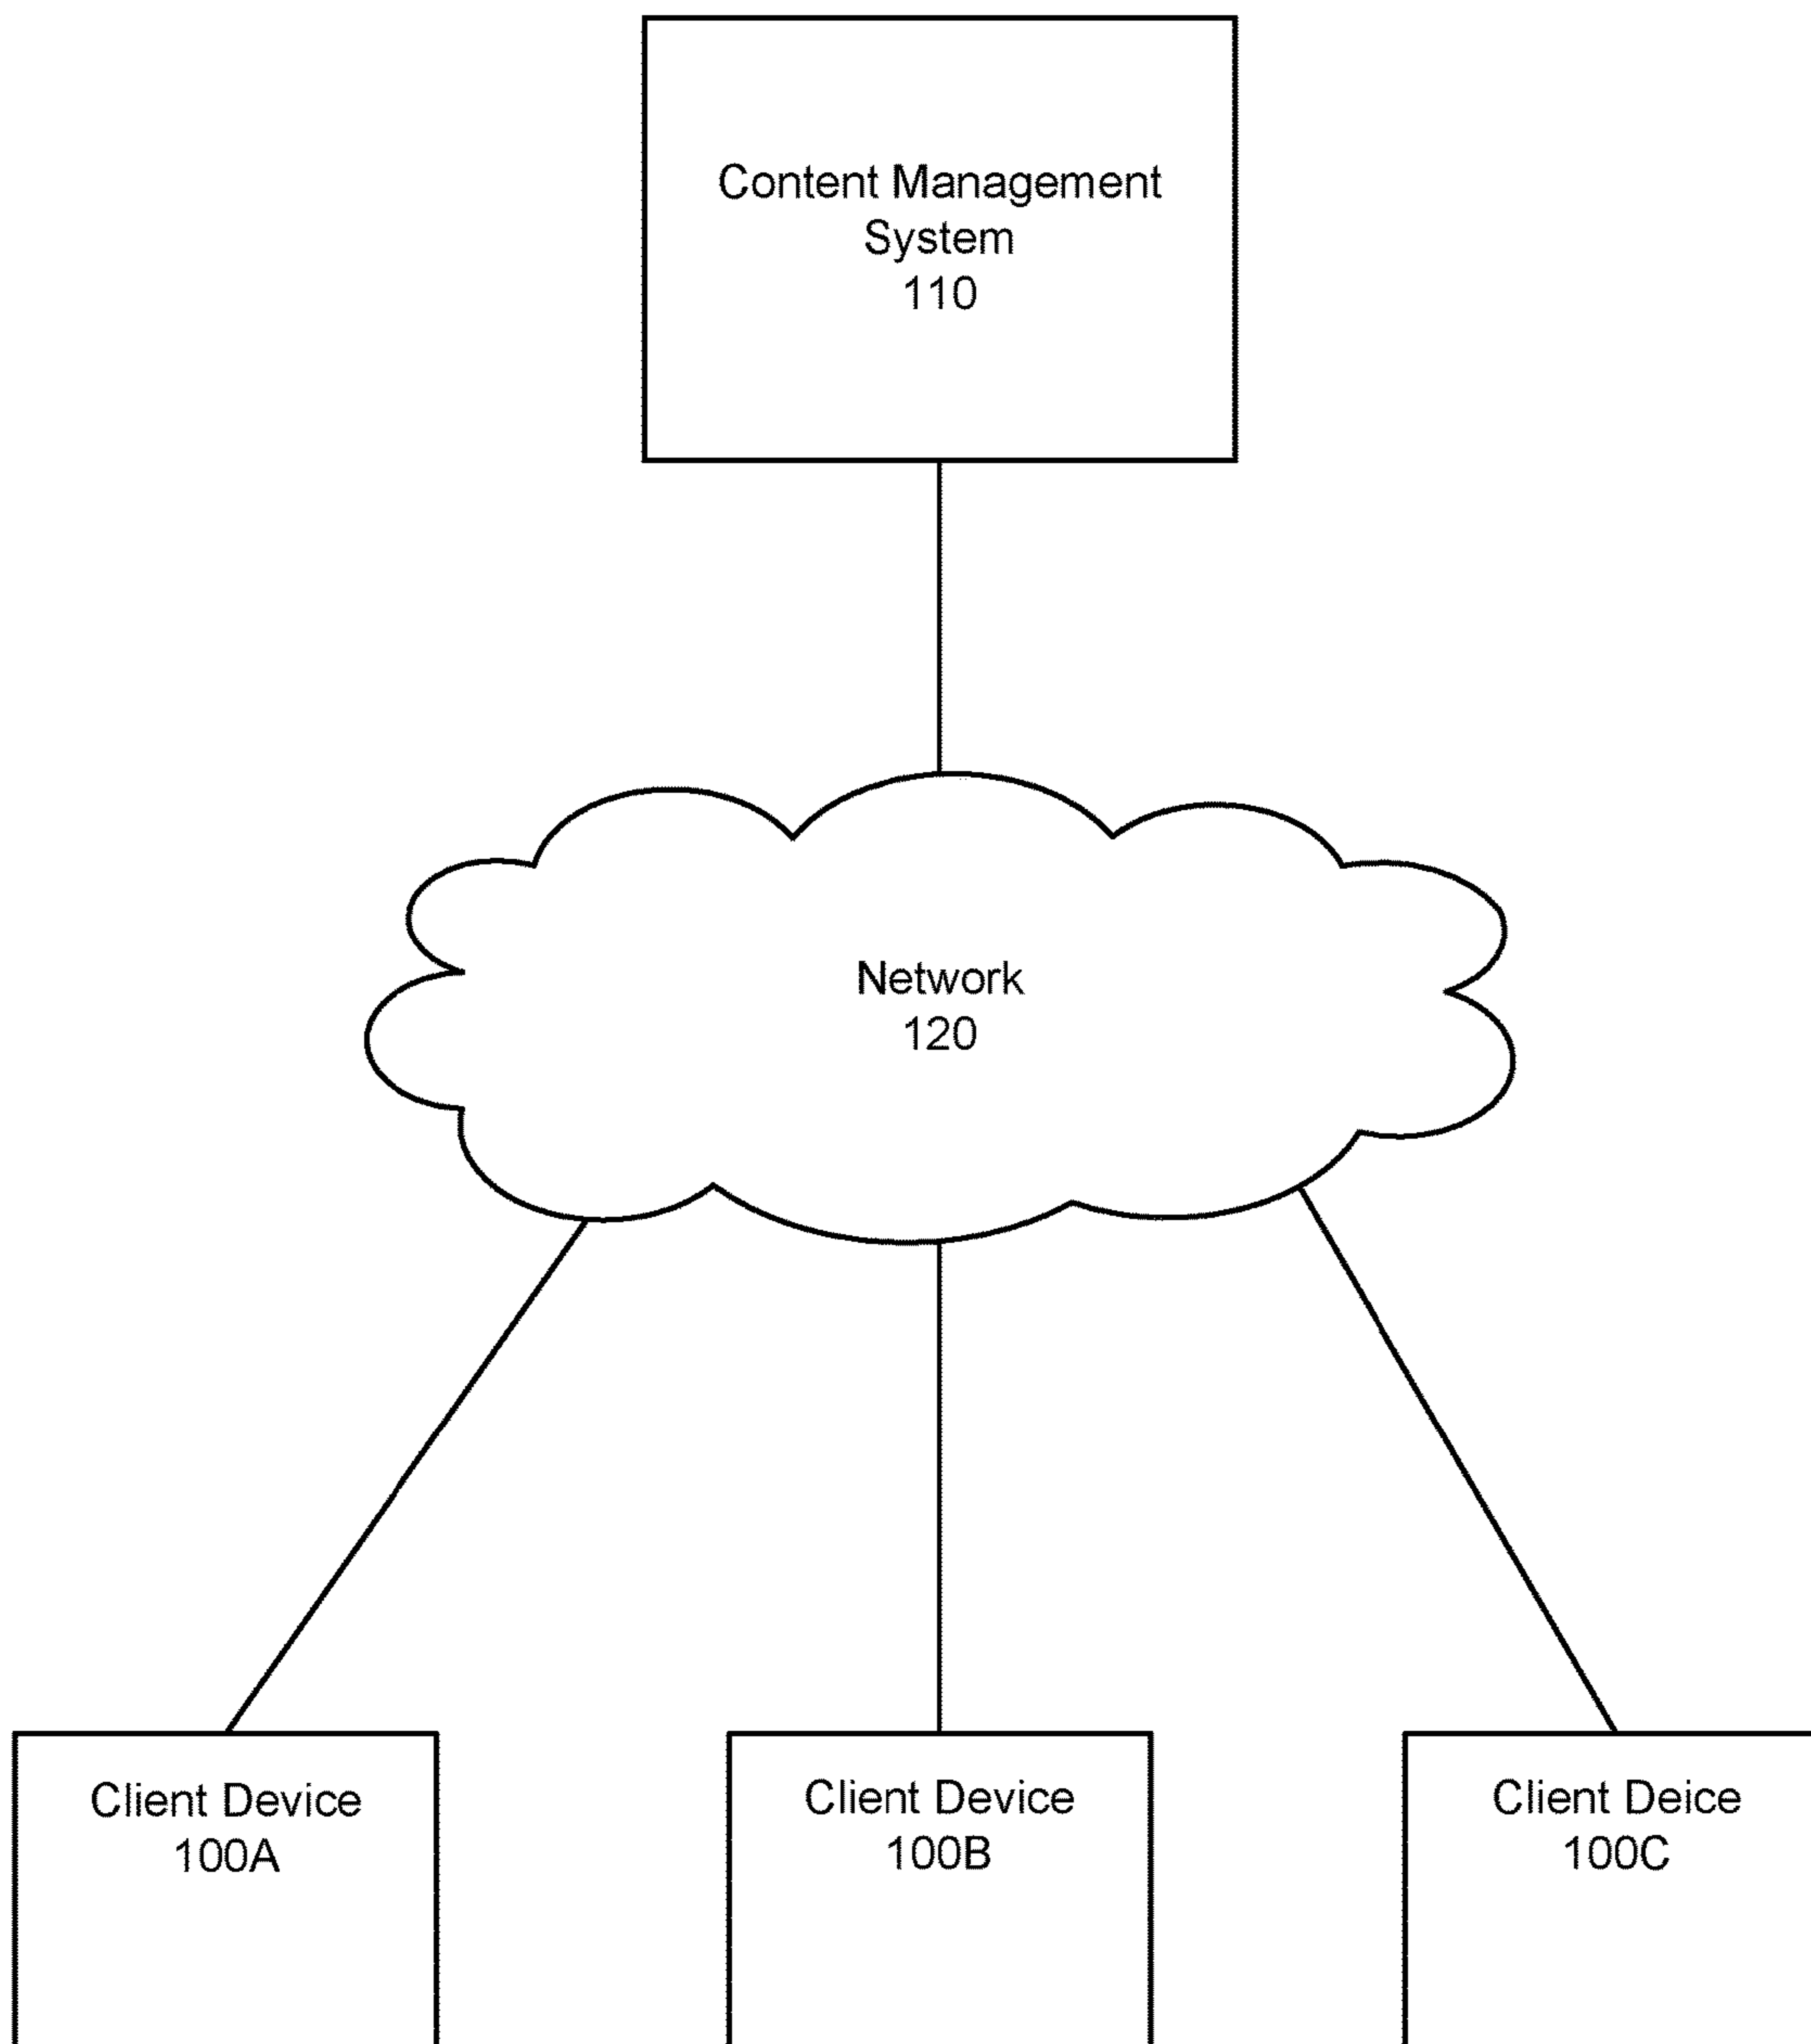 Content Management
System
110
Network
120
Client Device
100A
Client Device
100B
Client Deice
100C